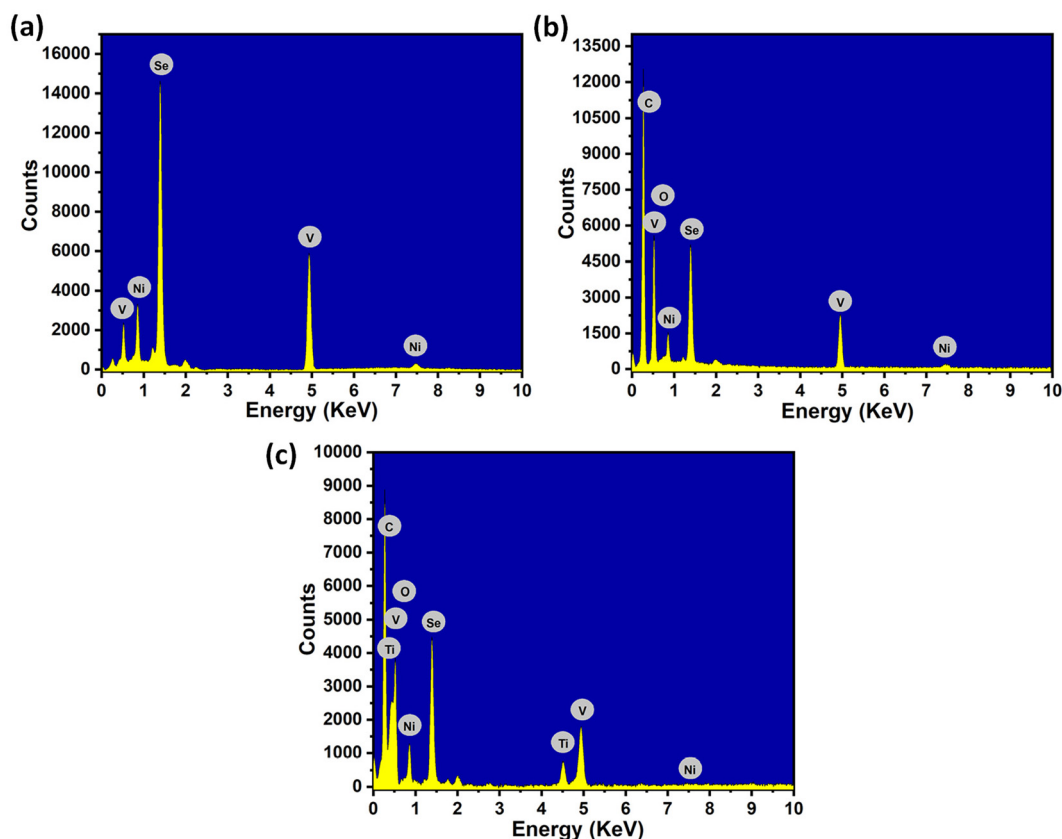 (a)
16000
14000
12000
10000
8000
6000
4000
2000
0
Counts
Se
V
Ni
V
Ni
0 1 2 3 4 5 6 7 8 9 10
Energy (KeV)
(b)
13500
12000
10500
9000
7500
6000
4500
3000
1500
0
Counts
C
O
V
Se
Ni
V
Ni
0 1 2 3 4 5 6 7 8 9 10
Energy (KeV)
(c)
10000
9000
8000
7000
6000
5000
4000
3000
2000
1000
0
Counts
C
O
V
Se
Ti
Ni
V
Ti
Ni
0 1 2 3 4 5 6 7 8 9 10
Energy (KeV)